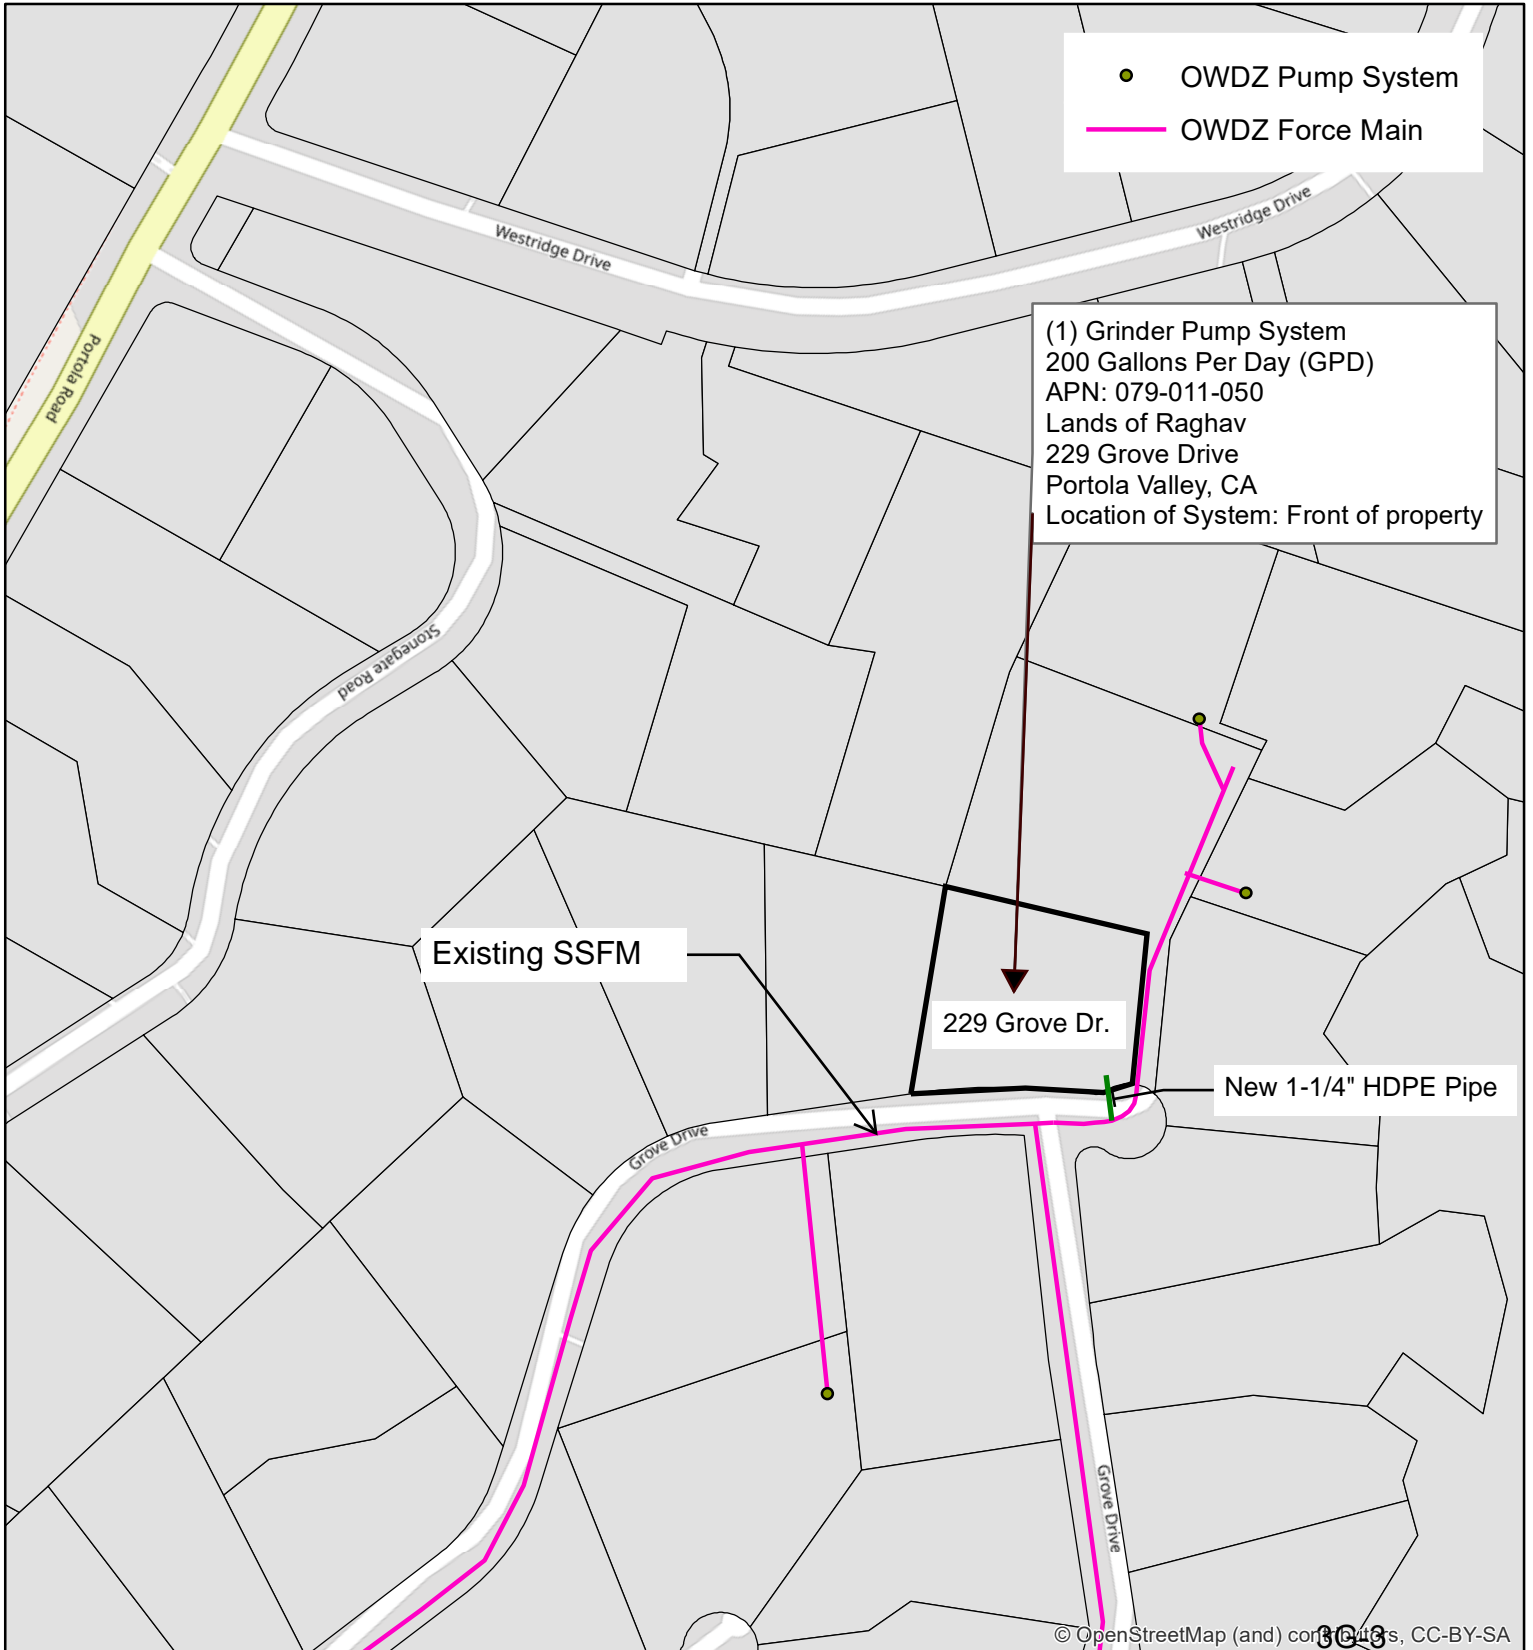 OWDZ Pump System
OWDZ Force Main
Westridge Drive
Westridge Drive
(1) Grinder Pump System
200 Gallons Per Day (GPD)
APN: 079-011-050
Lands of Raghav
229 Grove Drive
Portola Valley, CA
Location of System: Front of property
Portola Road
Stonegate Road
Existing SSFM
229 Grove Dr.
New 1-1/4" HDPE Pipe
Grove Drive
Grove Drive
© OpenStreetMap (and) contributors, CC-BY-SA
3G-3